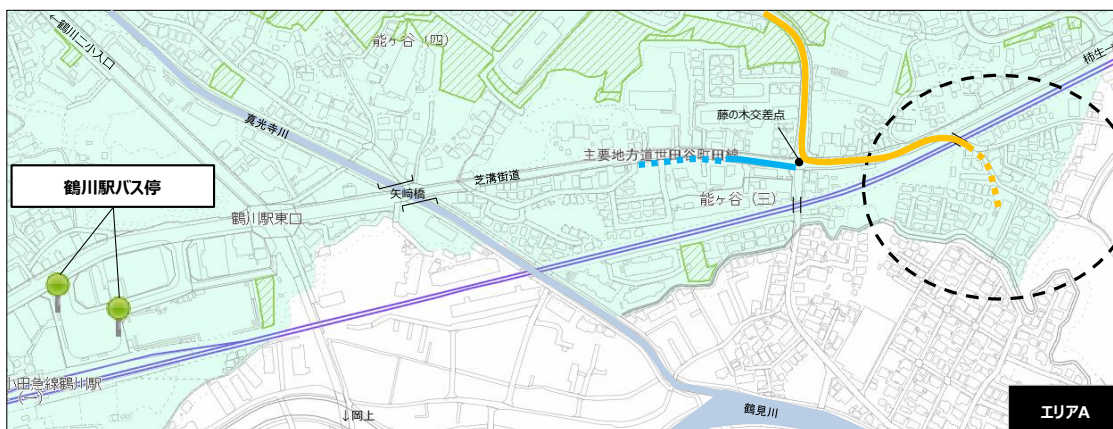 ←鶴川二小入口
能ヶ谷（四）
柿生→
真光寺川
藤の木交差点
主要地方道世田谷町田線
芝溝街道
鶴川駅バス停
矢崎橋
能ヶ谷（三）
鶴川駅東口
小田急線鶴川駅
(一)
↓岡上
鶴見川
エリアA